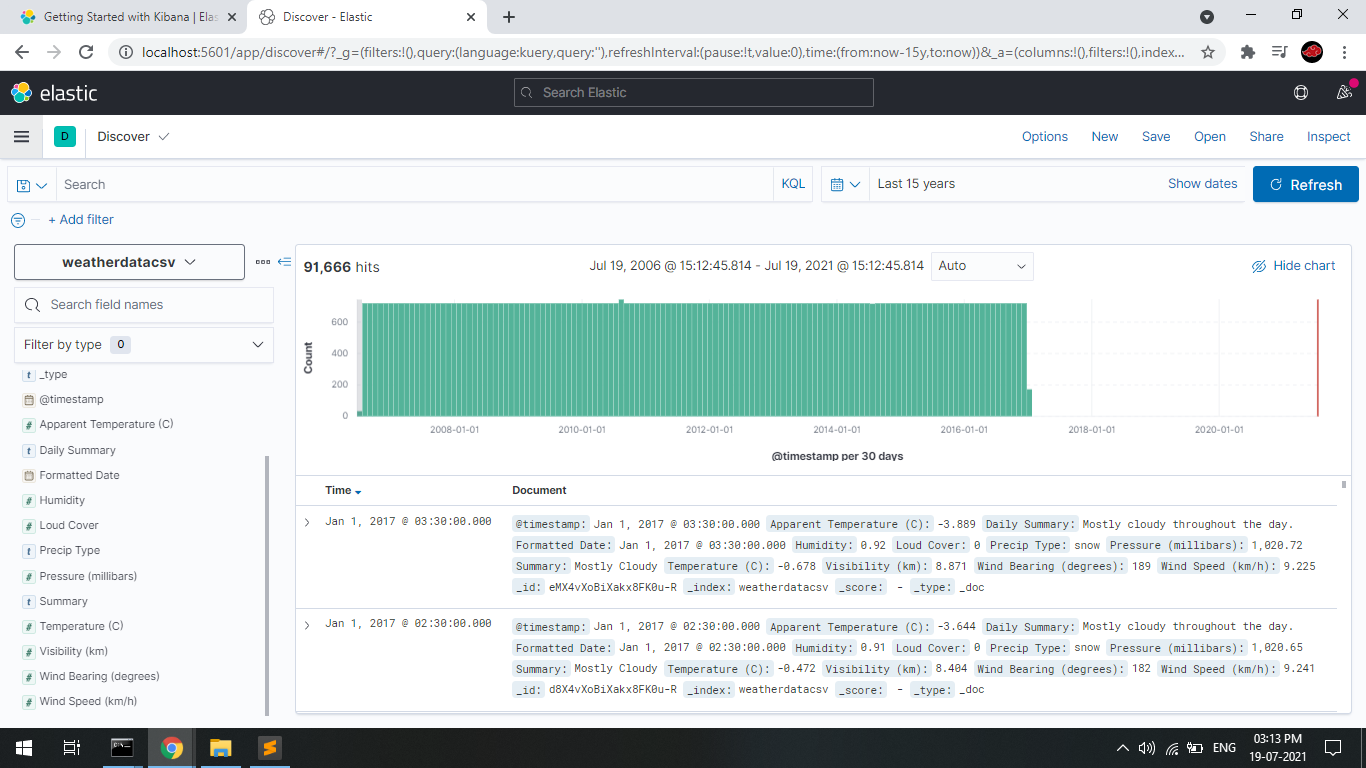 Getting Started with Kibana | Elas
Discover - Elastic
localhost:5601/app/discover#/?_g=(filters:!(),query:(language:kuery,query:''),refreshInterval:(pause:!t,value:0),time:(from:now-15y,to:now))&_a=(columns:!(),filters:!(),index...
elastic
Search Elastic
D Discover
Options New Save Open Share Inspect
Search KQL Last 15 years Show dates Refresh
+ Add filter
weatherdatacsv
Search field names
Filter by type 0
t _type
@timestamp
# Apparent Temperature (C)
t Daily Summary
Formatted Date
# Humidity
# Loud Cover
t Precip Type
# Pressure (millibars)
t Summary
# Temperature (C)
# Visibility (km)
# Wind Bearing (degrees)
# Wind Speed (km/h)
91,666 hits
Jul 19, 2006 @ 15:12:45.814 - Jul 19, 2021 @ 15:12:45.814 Auto
Hide chart
Count
600
400
200
0
2008-01-01 2010-01-01 2012-01-01 2014-01-01 2016-01-01 2018-01-01 2020-01-01
@timestamp per 30 days
Time Document
Jan 1, 2017 @ 03:30:00.000 @timestamp: Jan 1, 2017 @ 03:30:00.000 Apparent Temperature (C): -3.889 Daily Summary: Mostly cloudy throughout the day.
Formatted Date: Jan 1, 2017 @ 03:30:00.000 Humidity: 0.92 Loud Cover: 0 Precip Type: snow Pressure (millibars): 1,020.72
Summary: Mostly Cloudy Temperature (C): -0.678 Visibility (km): 8.871 Wind Bearing (degrees): 189 Wind Speed (km/h): 9.225
_id: eMX4vXoBiXakx8FK0u-R _index: weatherdatacsv _score: - _type: _doc
Jan 1, 2017 @ 02:30:00.000 @timestamp: Jan 1, 2017 @ 02:30:00.000 Apparent Temperature (C): -3.644 Daily Summary: Mostly cloudy throughout the day.
Formatted Date: Jan 1, 2017 @ 02:30:00.000 Humidity: 0.91 Loud Cover: 0 Precip Type: snow Pressure (millibars): 1,020.65
Summary: Mostly Cloudy Temperature (C): -0.472 Visibility (km): 8.404 Wind Bearing (degrees): 182 Wind Speed (km/h): 9.241
_id: d8X4vXoBiXakx8FK0u-R _index: weatherdatacsv _score: - _type: _doc
ENG
03:13 PM
19-07-2021